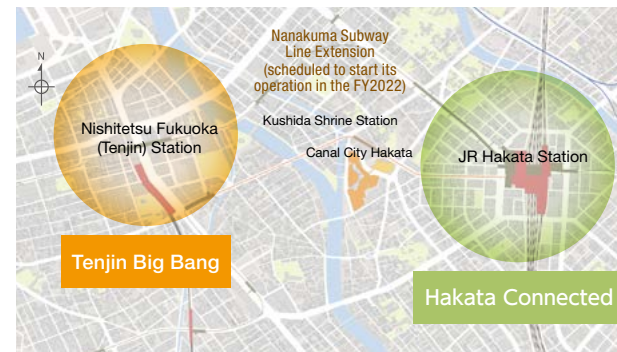 N
Nanakuma Subway
Line Extension
(scheduled to start its
operation in the FY2022)
Kushida Shrine Station
Nishitetsu Fukuoka
(Tenjin) Station
Canal City Hakata
JR Hakata Station
Tenjin Big Bang
Hakata Connected